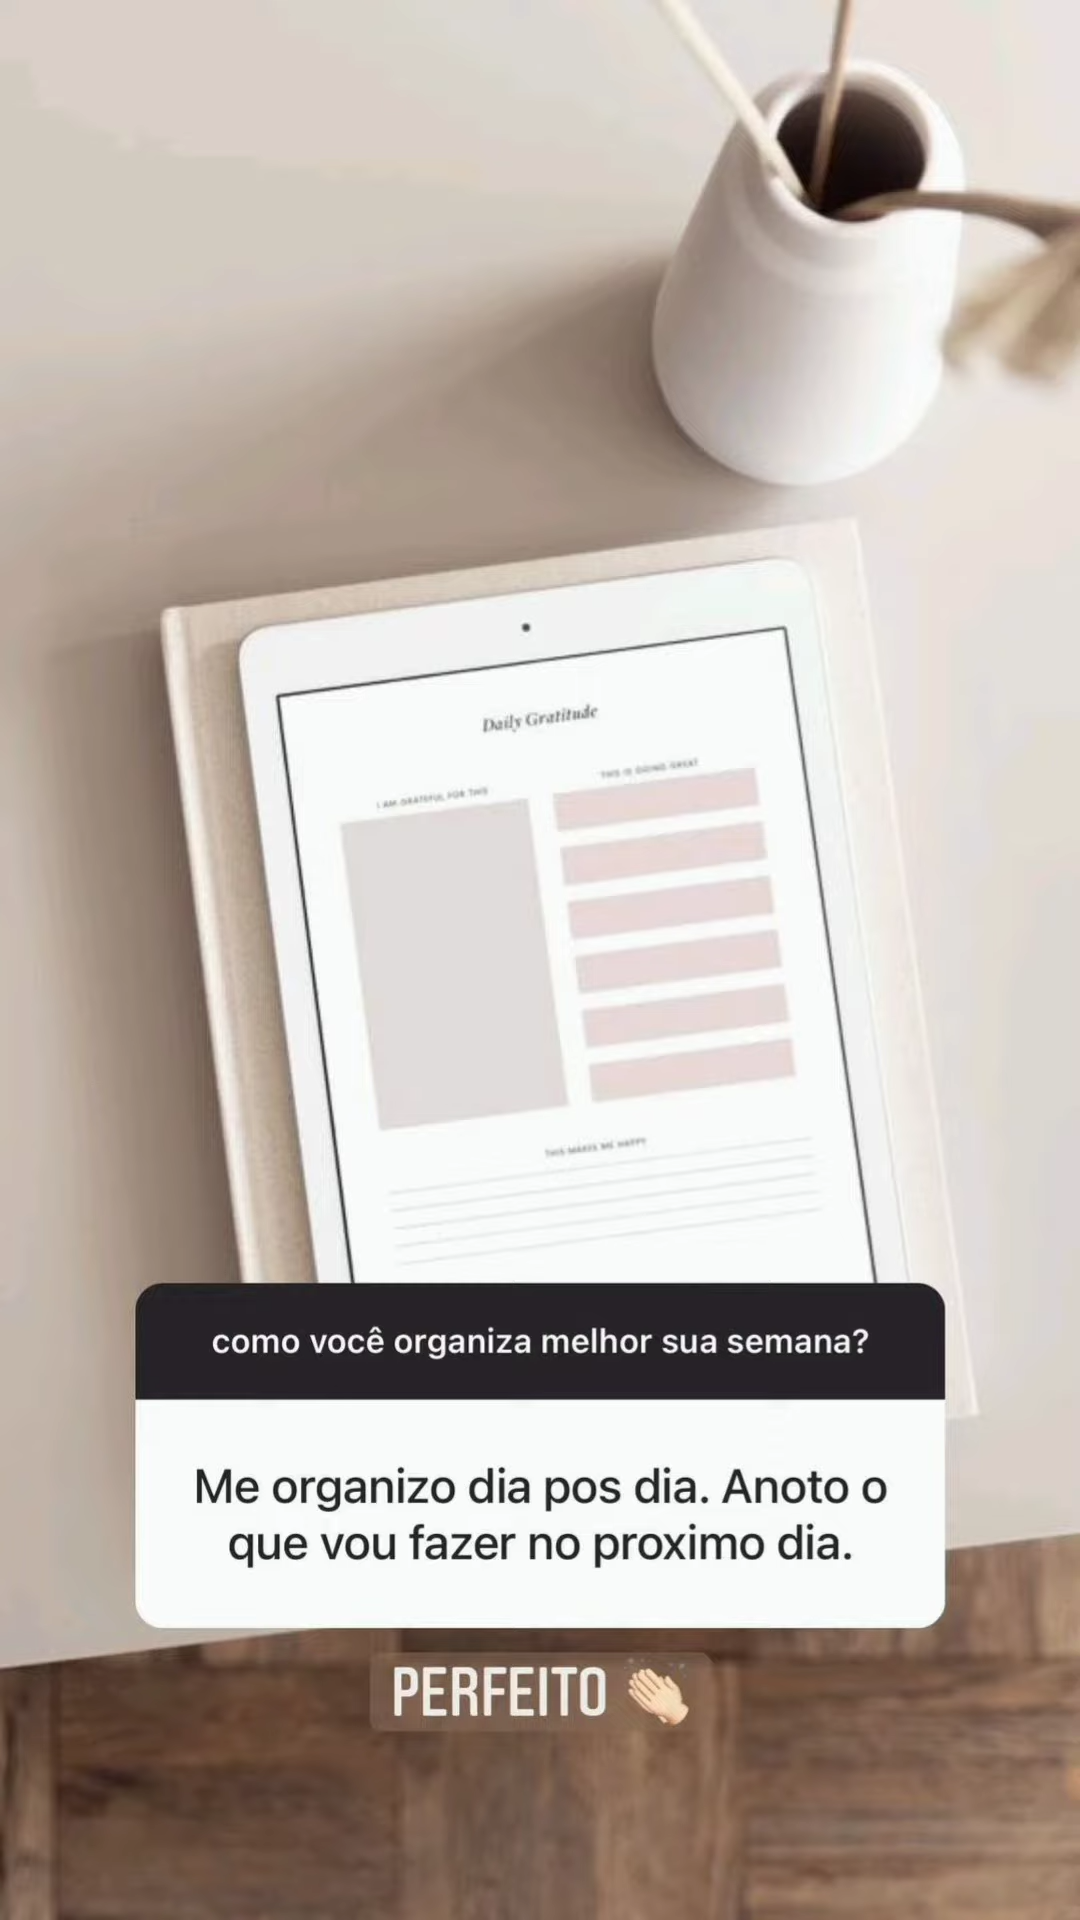 Daily Gratitude
I AM GRATEFUL FOR THIS
THIS IS GOING GREAT
THIS MAKES ME HAPPY
como você organiza melhor sua semana?
Me organizo dia pos dia. Anoto o
que vou fazer no proximo dia.
PERFEITO 👏🏻